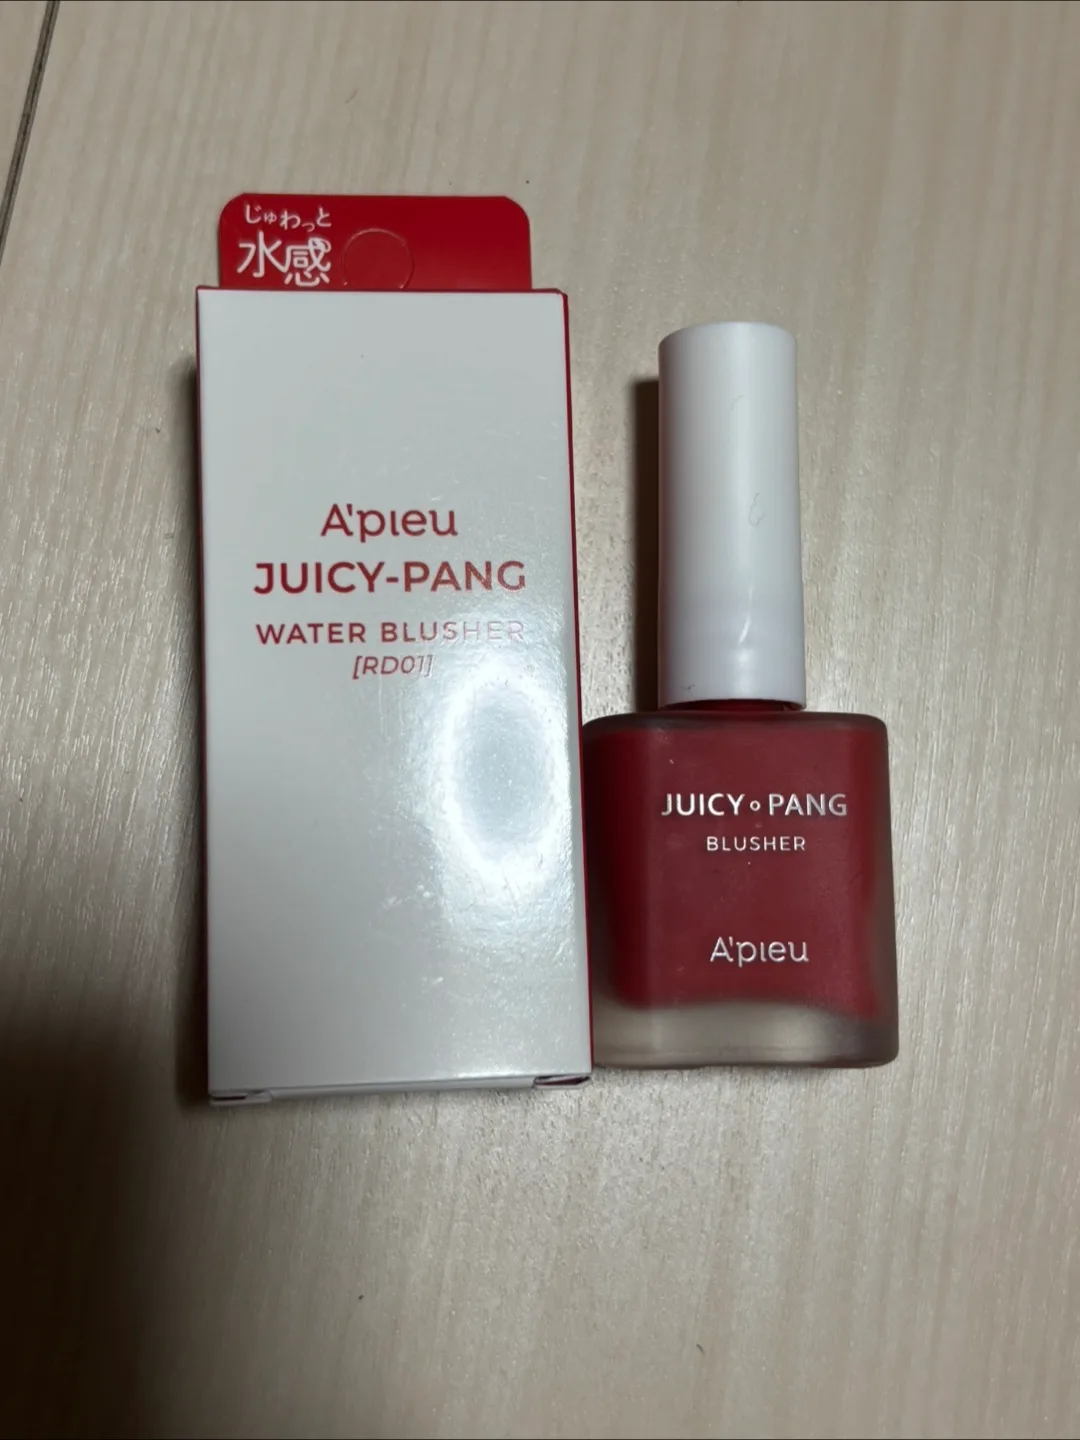 じゅわっと
水感
A'pieu
JUICY-PANG
WATER BLUSHER
[RD01]
JUICY PANG
BLUSHER
A'pieu